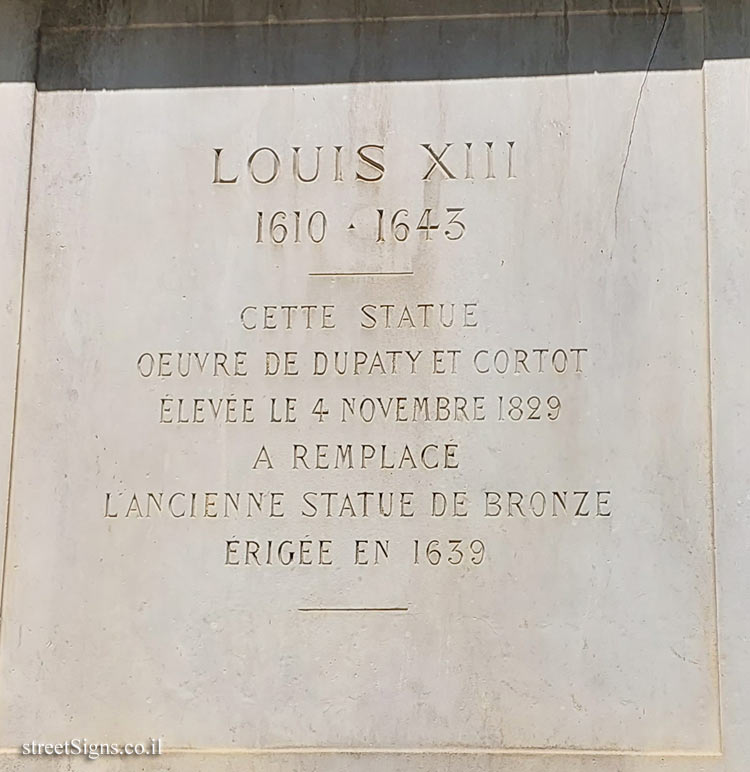 LOUIS XIII
1610 · 1643
CETTE STATUE
OEUVRE DE DUPATY ET CORTOT
ÉLEVÉE LE 4 NOVEMBRE 1829
A REMPLACÉ
L'ANCIENNE STATUE DE BRONZE
ÉRIGÉE EN 1639
streetSigns.co.il